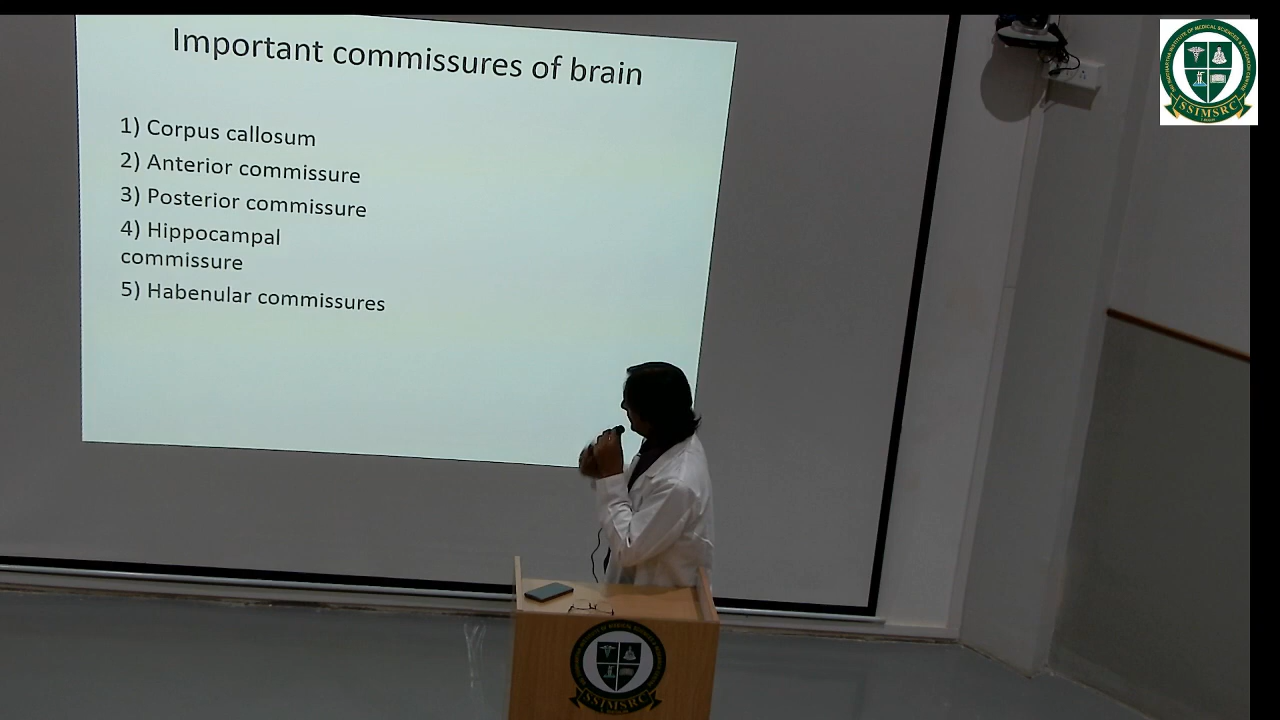 Important commissures of brain
1) Corpus callosum
2) Anterior commissure
3) Posterior commissure
4) Hippocampal
commissure
5) Habenular commissures
SSIMSRC
SSIMSRC